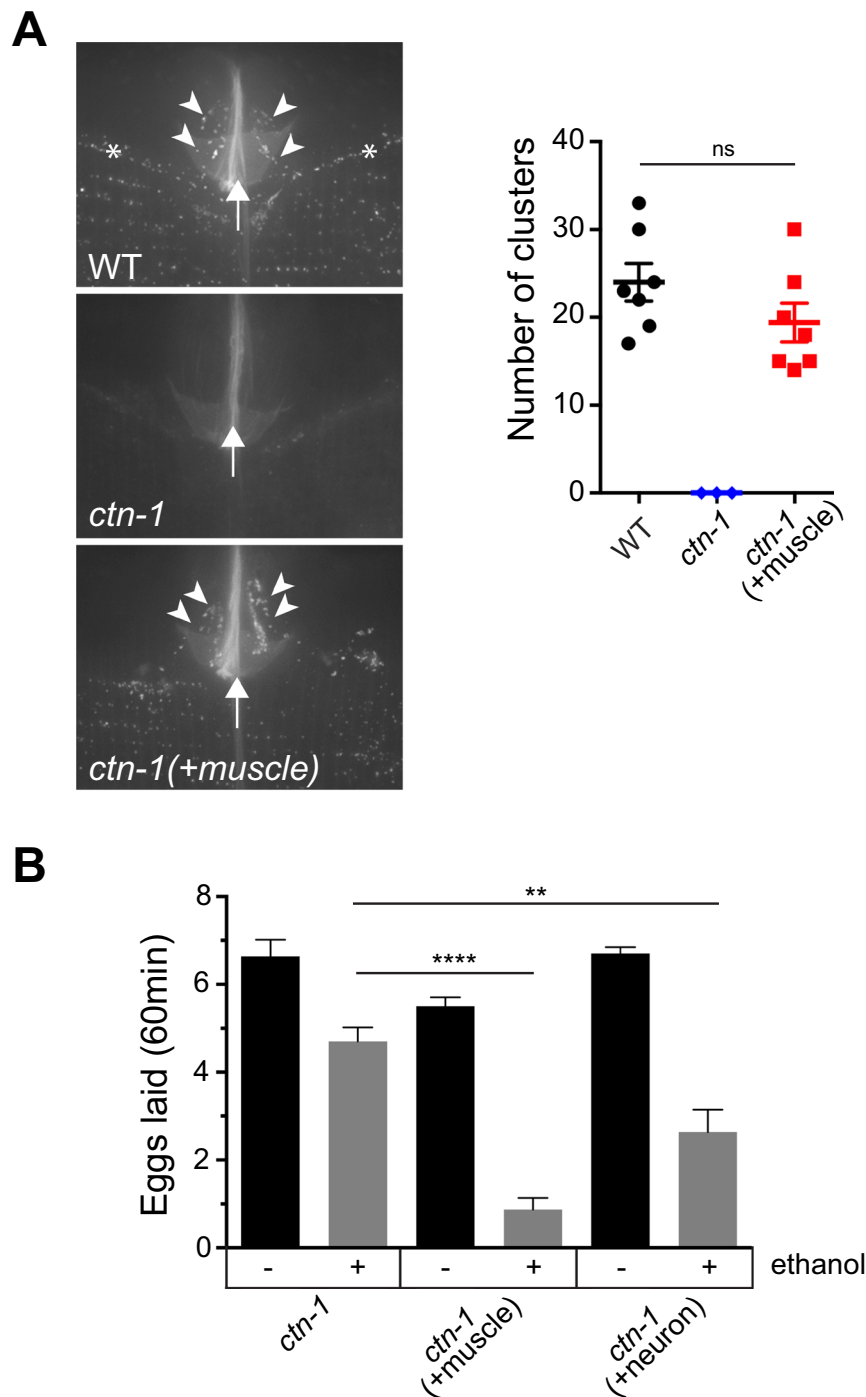 A
*
*
WT
ctn-1
ctn-1(+muscle)
Number of clusters
40
30
20
10
0
ns
WT
ctn-1
ctn-1
(+muscle)
B
Eggs laid (60min)
8
6
4
2
0
**
****
- + - + - + ethanol
ctn-1
ctn-1
(+muscle)
ctn-1
(+neuron)